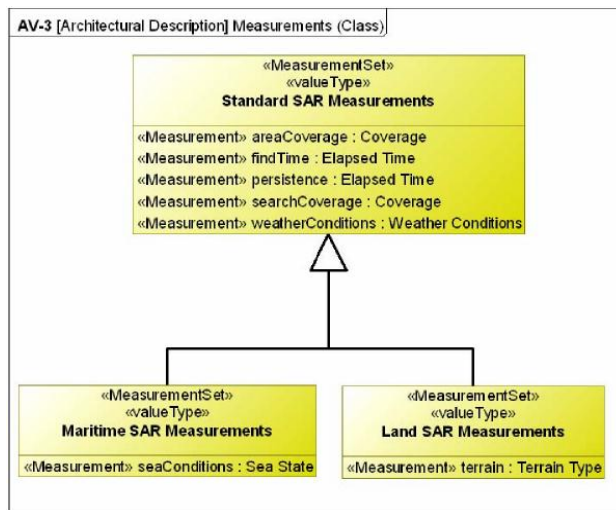 AV-3 [Architectural Description] Measurements (Class)
«MeasurementSet»
«valueType»
Standard SAR Measurements
«Measurement» areaCoverage : Coverage
«Measurement» findTime : Elapsed Time
«Measurement» persistence : Elapsed Time
«Measurement» searchCoverage : Coverage
«Measurement» weatherConditions : Weather Conditions
«MeasurementSet»
«valueType»
Maritime SAR Measurements
«Measurement» seaConditions : Sea State
«MeasurementSet»
«valueType»
Land SAR Measurements
«Measurement» terrain : Terrain Type